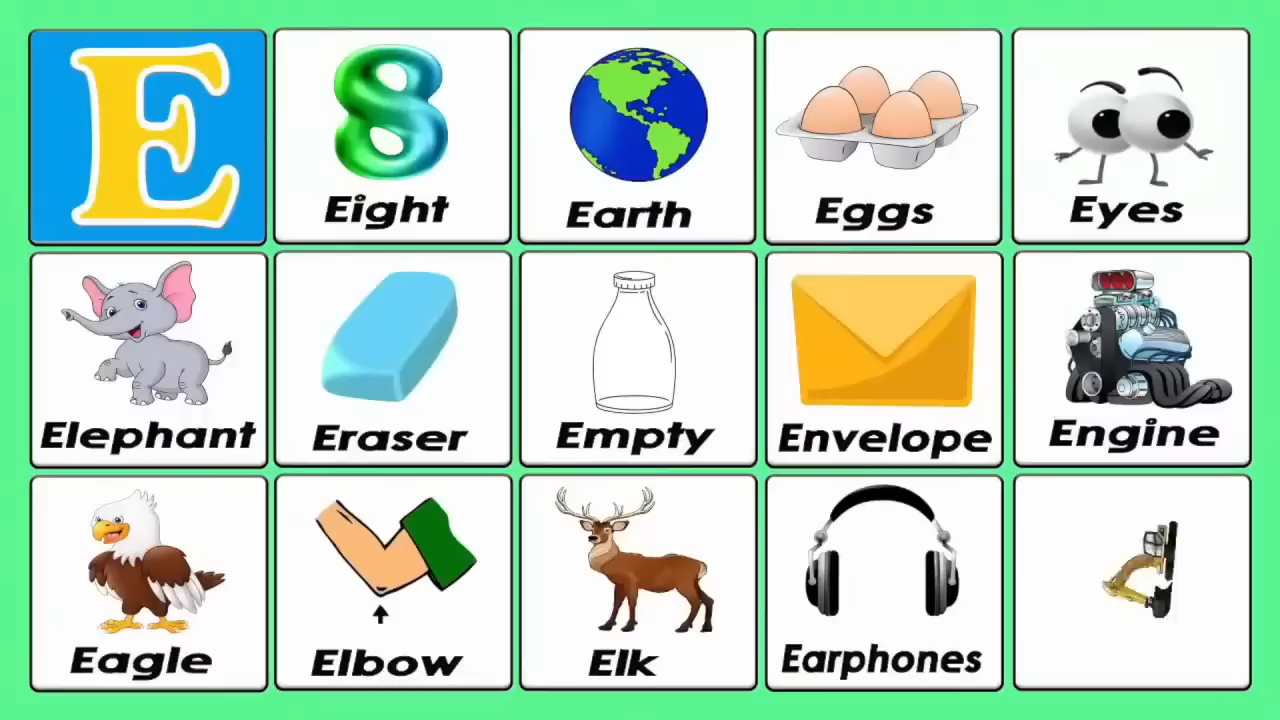 E
Eight
Earth
Eggs
Eyes
Elephant
Eraser
Empty
Envelope
Engine
Eagle
Elbow
Elk
Earphones